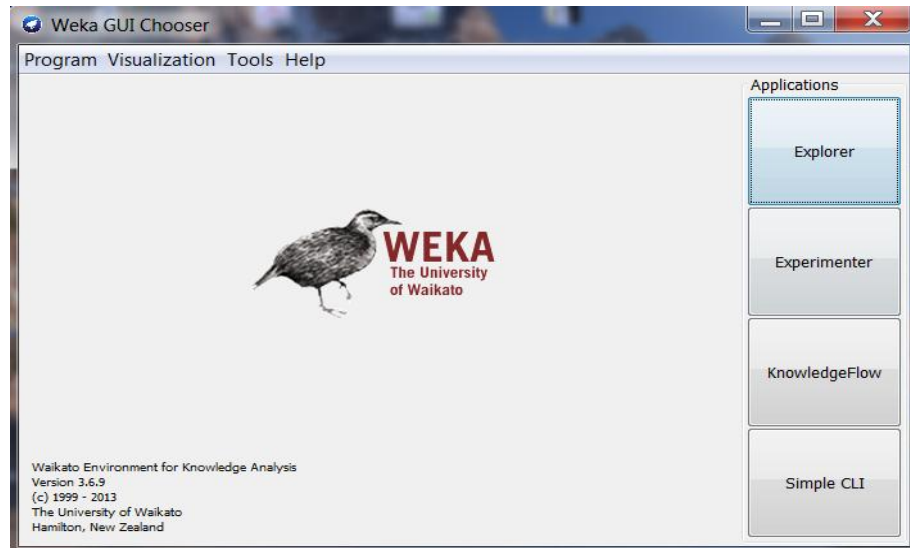 Weka GUI Chooser
Program Visualization Tools Help
Applications
Explorer
Experimenter
KnowledgeFlow
Simple CLI
WEKA
The University
of Waikato
Waikato Environment for Knowledge Analysis
Version 3.6.9
(c) 1999 - 2013
The University of Waikato
Hamilton, New Zealand